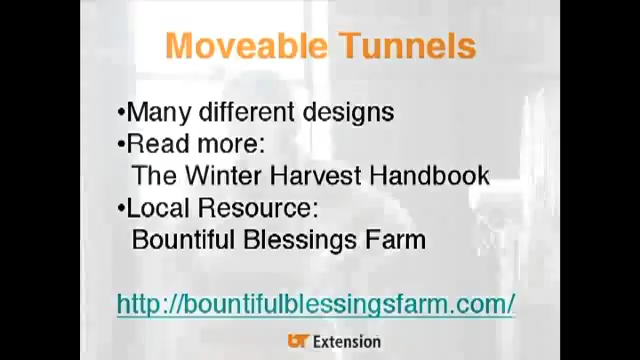 Moveable Tunnels
•Many different designs
•Read more:
The Winter Harvest Handbook
•Local Resource:
Bountiful Blessings Farm
http://bountifulblessingsfarm.com/
UT Extension